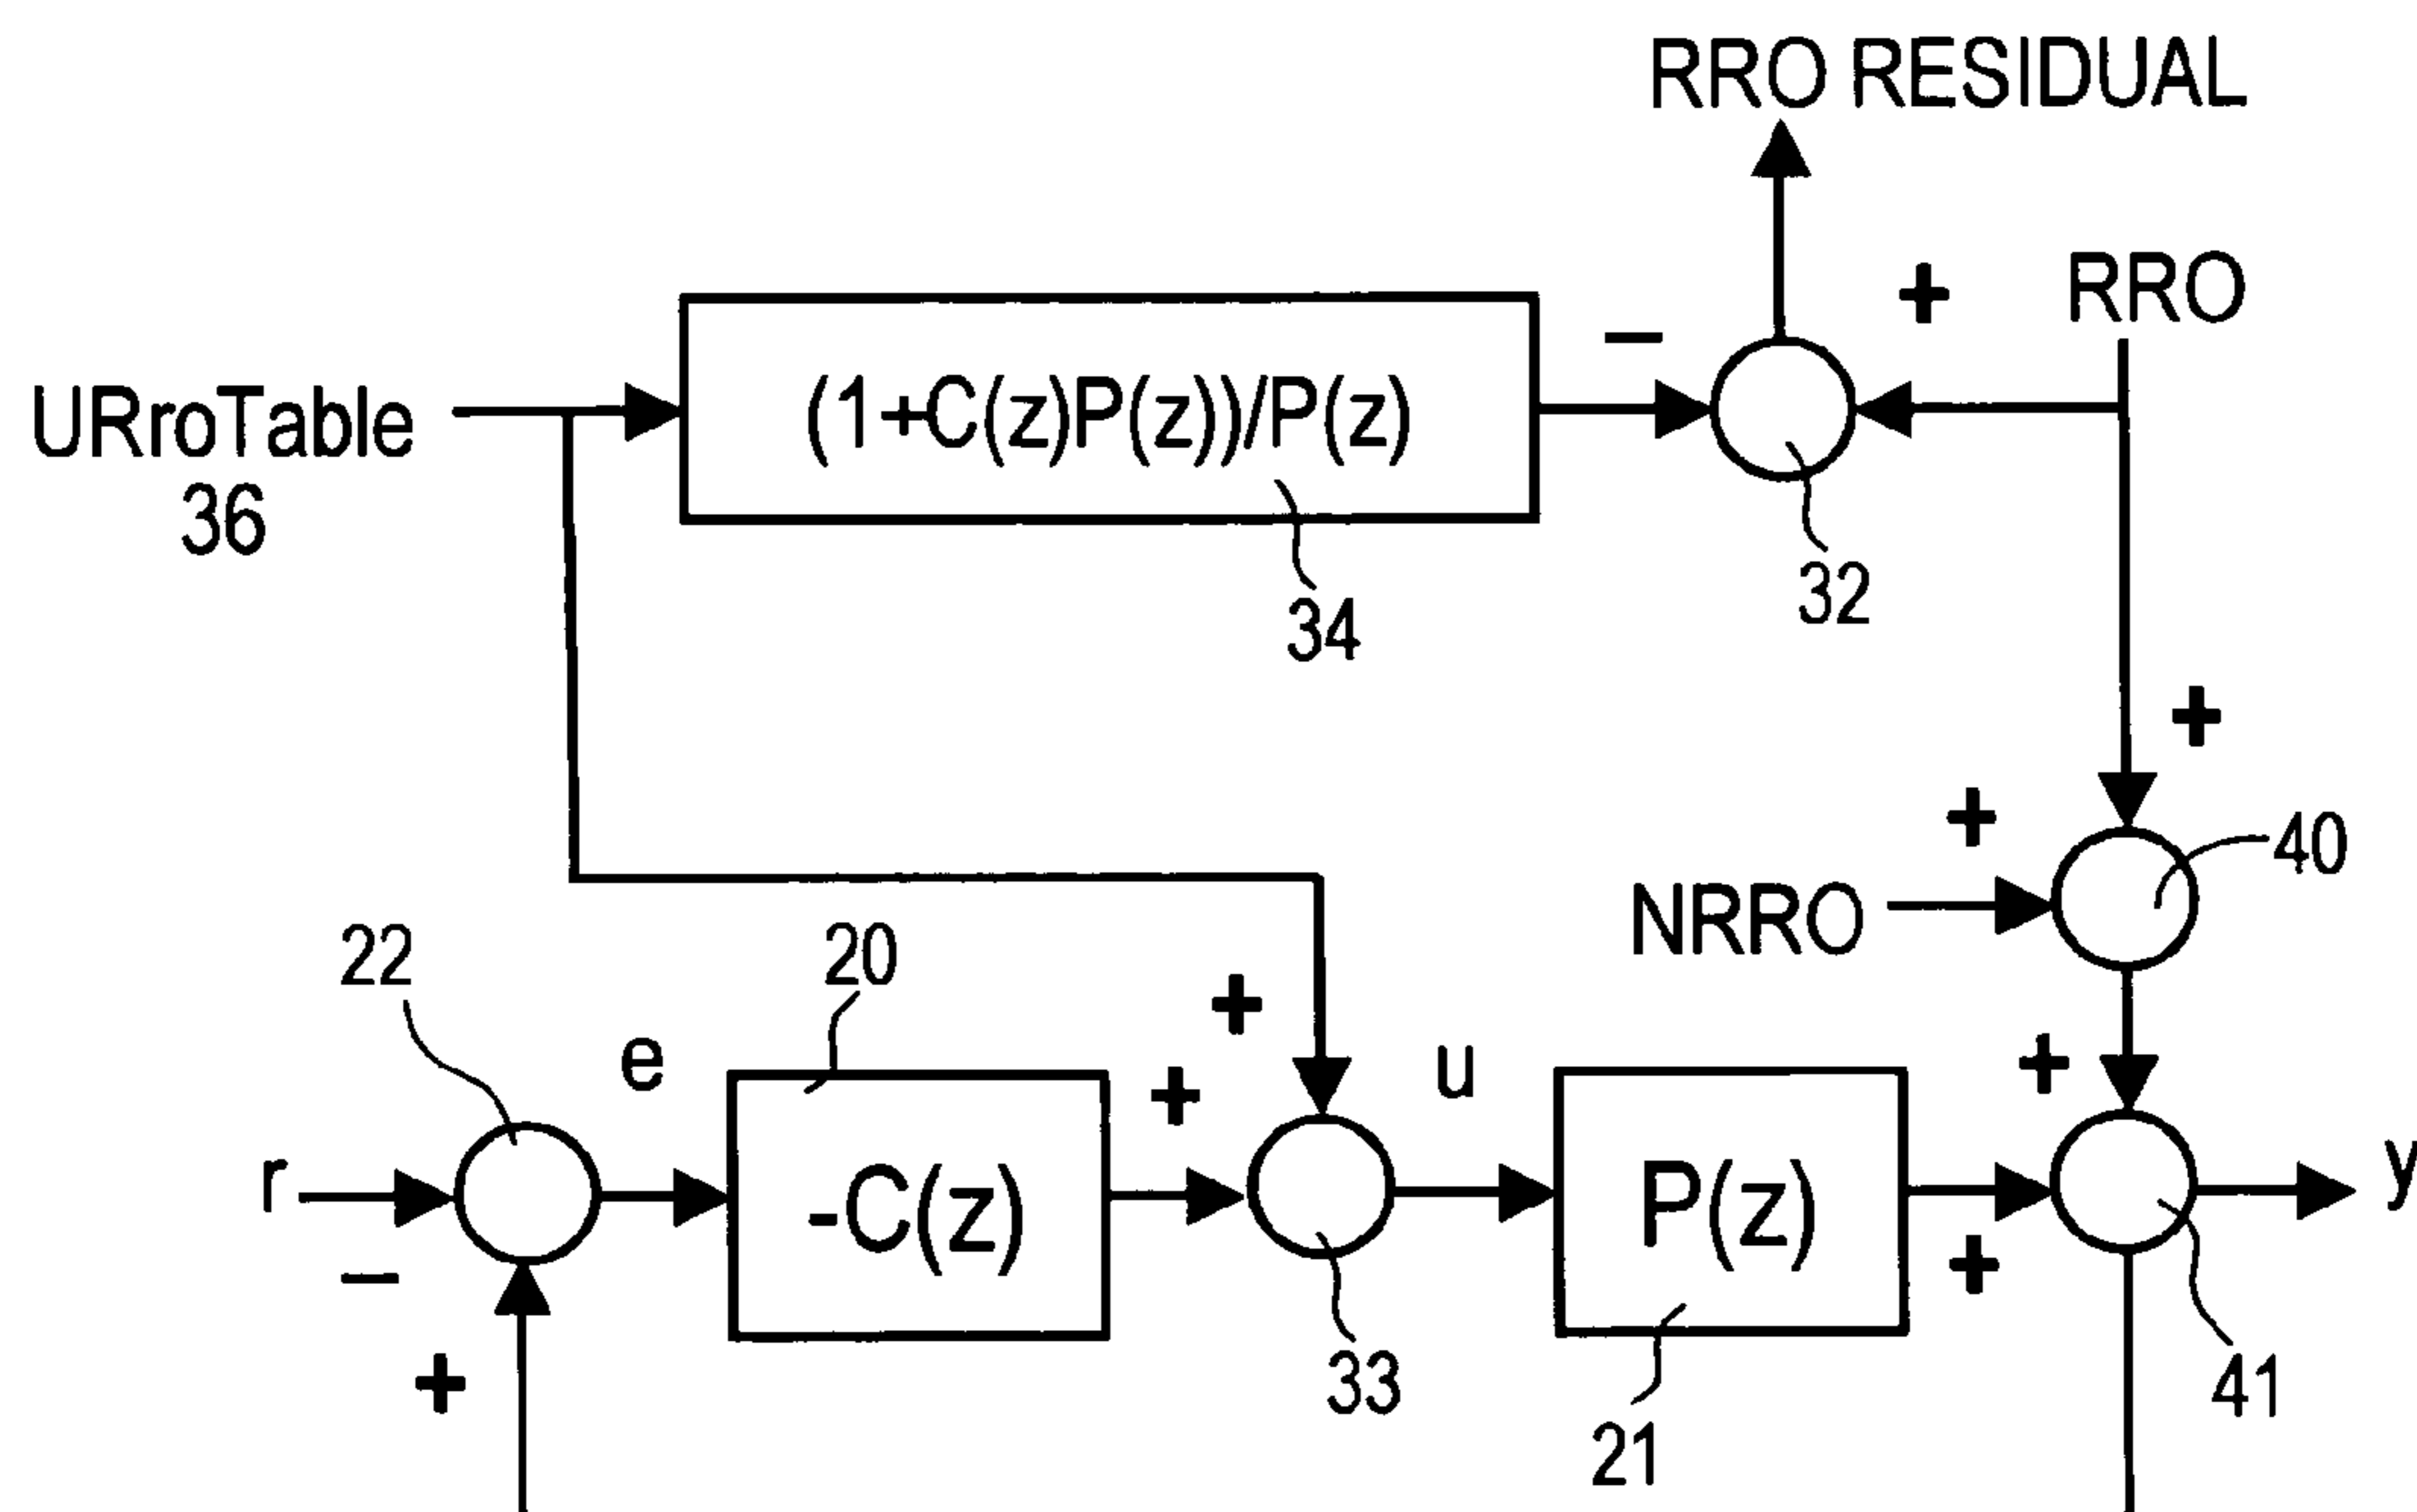 RRO RESIDUAL
+ RRO
−
URroTable
36
(1+C(z)P(z))/P(z)
34
32
+
+
40
NRRO
22
20
+
e
+
u
+
r
-C(z)
P(z)
y
−
+
+
33
41
21